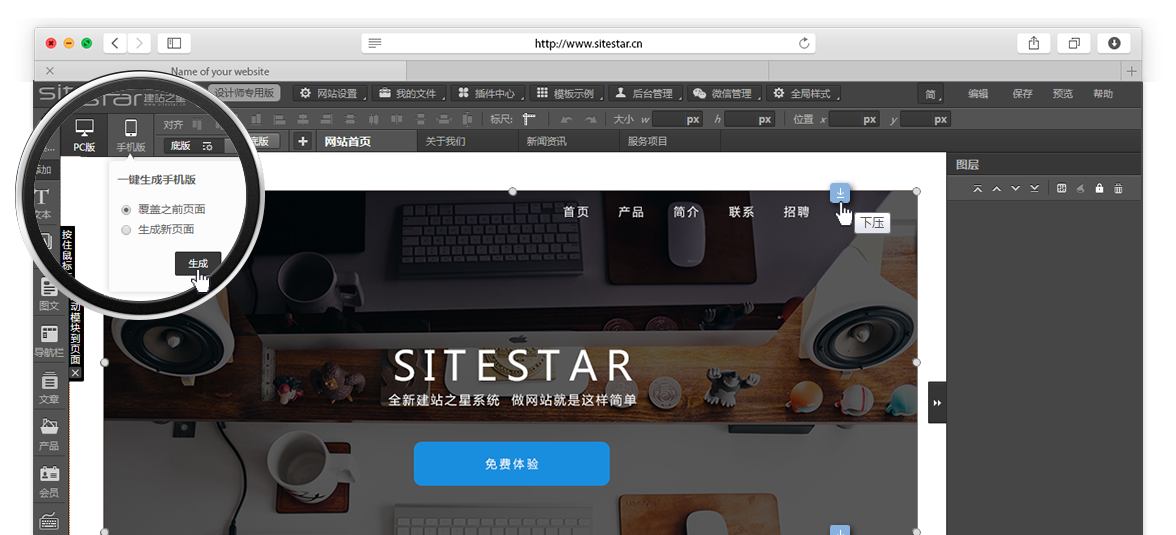 http://www.sitestar.cn
Name of your website
sitestar 建站之星
设计师专用版
网站设置
我的文件
插件中心
模板示例
后台管理
微信管理
全局样式
简
编辑
保存
预览
帮助
PC版
手机版
对齐
标尺:
大小
w
px
h
px
位置
x
px
y
px
底版
底版
网站首页
关于我们
新闻资讯
服务项目
图层
一键生成手机版
覆盖之前页面
生成新页面
生成
文本
按住鼠标
动模块到页面
图文
导航栏
文章
产品
会员
首页
产品
简介
联系
招聘
下压
SITESTAR
全新建站之星系统 做网站就是这样简单
免费体验